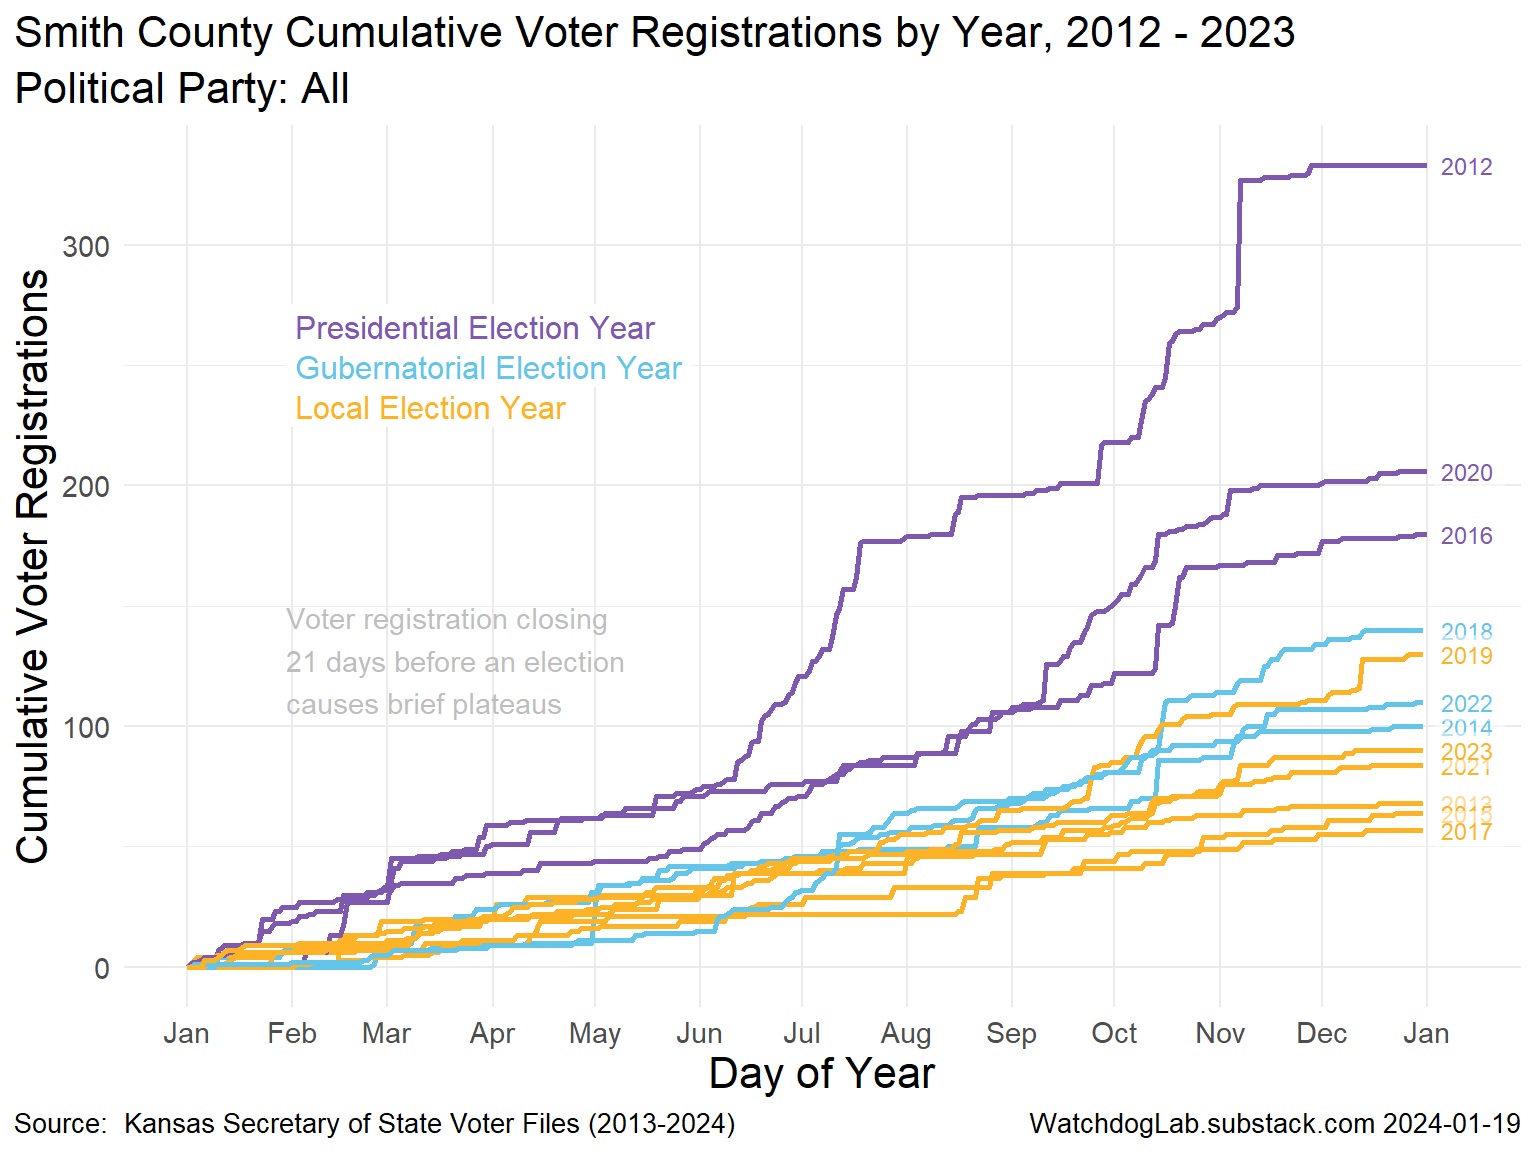 Smith County Cumulative Voter Registrations by Year, 2012 - 2023
Political Party: All
Cumulative Voter Registrations
300
200
100
0
Presidential Election Year
Gubernatorial Election Year
Local Election Year
Voter registration closing
21 days before an election
causes brief plateaus
2012
2020
2016
2018
2019
2022
2014
2023
2021
2013
2015
2017
Jan Feb Mar Apr May Jun Jul Aug Sep Oct Nov Dec Jan
Day of Year
Source:  Kansas Secretary of State Voter Files (2013-2024)
WatchdogLab.substack.com 2024-01-19